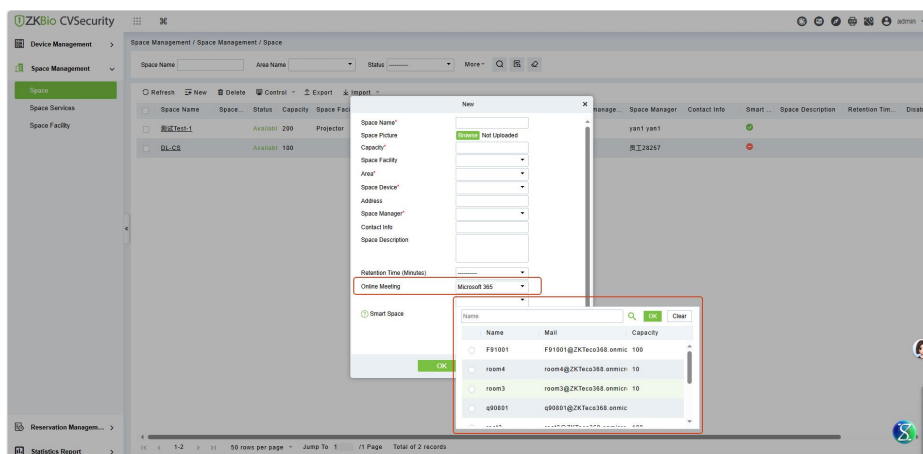 ZKBio CVSecurity
admin
Device Management
Space Management
Space
Space Services
Space Facility
Reservation Managem...
Statistics Report
Space Management / Space Management / Space
Space Name Area Name Status --------- More
Refresh New Delete Control Export Import
Space Name Space... Status Capacity Space Faci manage... Space Manager Contact Info Smart ... Space Description Retention Tim... Disab
测试Test-1 Availabl 200 Projector yan1 yan1
DL-CS Availabl 100 员工28257
New
Space Name*
Space Picture Browse Not Uploaded
Capacity*
Space Facility
Area*
Space Device*
Address
Space Manager*
Contact Info
Space Description
Retention Time (Minutes) ---------
Online Meeting Microsoft 365
Smart Space
OK
Name OK Clear
Name Mail Capacity
F91001 F91001@ZKTeco368.onmic 100
room4 room4@ZKTeco368.onmicr 10
room3 room3@ZKTeco368.onmicr 10
q90801 q90801@ZKTeco368.onmic
1-2 50 rows per page Jump To 1 /1 Page Total of 2 records